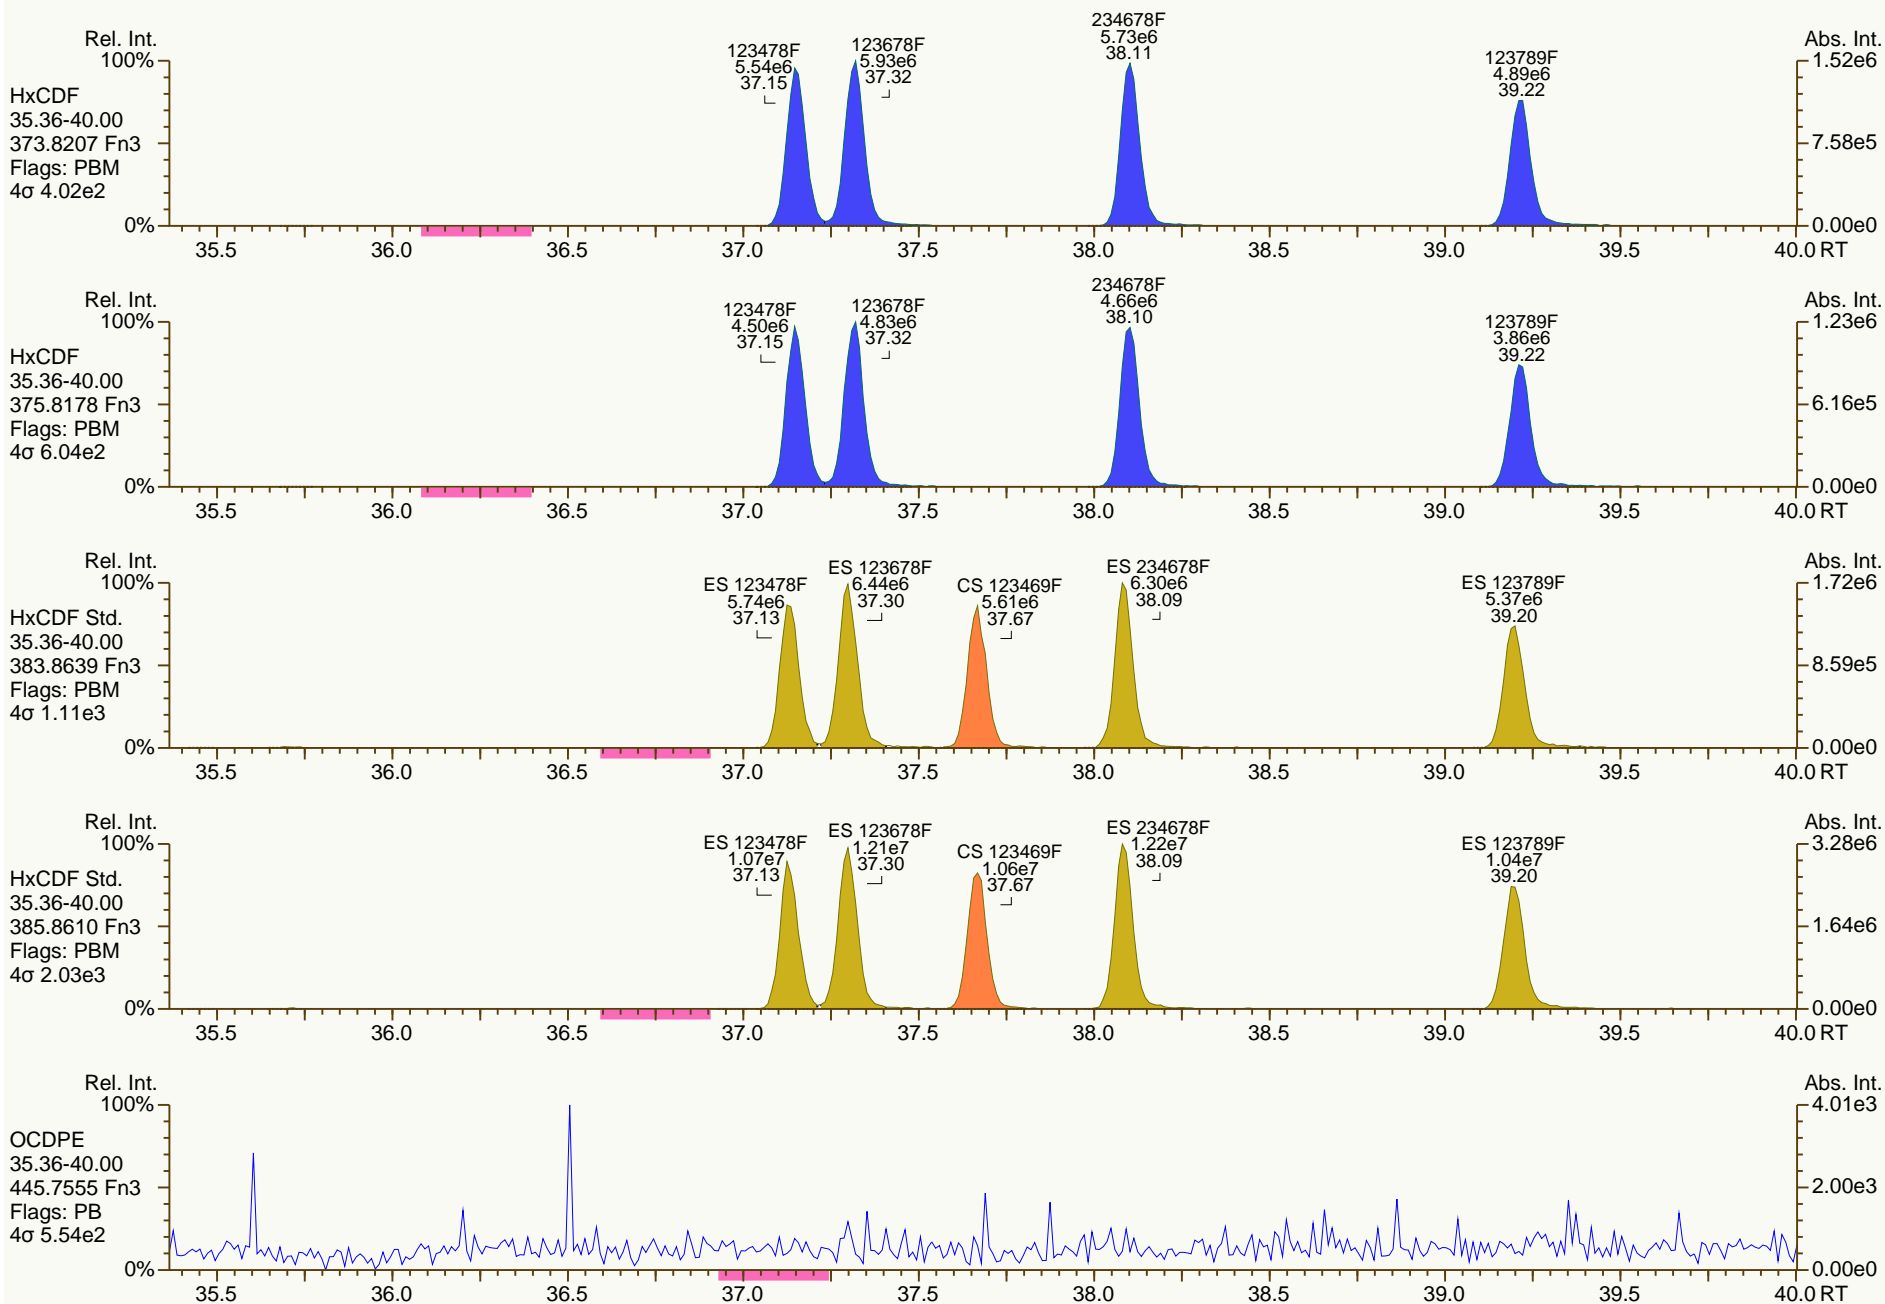 Rel. Int.
Abs. Int.
HxCDF
35.36-40.00
373.8207 Fn3
Flags: PBM
4σ 4.02e2
100%
0%
123478F
5.54e6
37.15
123678F
5.93e6
37.32
234678F
5.73e6
38.11
123789F
4.89e6
39.22
1.52e6
7.58e5
0.00e0
35.5 36.0 36.5 37.0 37.5 38.0 38.5 39.0 39.5 40.0 RT
Rel. Int.
Abs. Int.
HxCDF
35.36-40.00
375.8178 Fn3
Flags: PBM
4σ 6.04e2
100%
0%
123478F
4.50e6
37.15
123678F
4.83e6
37.32
234678F
4.66e6
38.10
123789F
3.86e6
39.22
1.23e6
6.16e5
0.00e0
35.5 36.0 36.5 37.0 37.5 38.0 38.5 39.0 39.5 40.0 RT
Rel. Int.
Abs. Int.
HxCDF Std.
35.36-40.00
383.8639 Fn3
Flags: PBM
4σ 1.11e3
100%
0%
ES 123478F
5.74e6
37.13
ES 123678F
6.44e6
37.30
CS 123469F
5.61e6
37.67
ES 234678F
6.30e6
38.09
ES 123789F
5.37e6
39.20
1.72e6
8.59e5
0.00e0
35.5 36.0 36.5 37.0 37.5 38.0 38.5 39.0 39.5 40.0 RT
Rel. Int.
Abs. Int.
HxCDF Std.
35.36-40.00
385.8610 Fn3
Flags: PBM
4σ 2.03e3
100%
0%
ES 123478F
1.07e7
37.13
ES 123678F
1.21e7
37.30
CS 123469F
1.06e7
37.67
ES 234678F
1.22e7
38.09
ES 123789F
1.04e7
39.20
3.28e6
1.64e6
0.00e0
35.5 36.0 36.5 37.0 37.5 38.0 38.5 39.0 39.5 40.0 RT
Rel. Int.
Abs. Int.
OCDPE
35.36-40.00
445.7555 Fn3
Flags: PB
4σ 5.54e2
100%
0%
4.01e3
2.00e3
0.00e0
35.5 36.0 36.5 37.0 37.5 38.0 38.5 39.0 39.5 40.0 RT